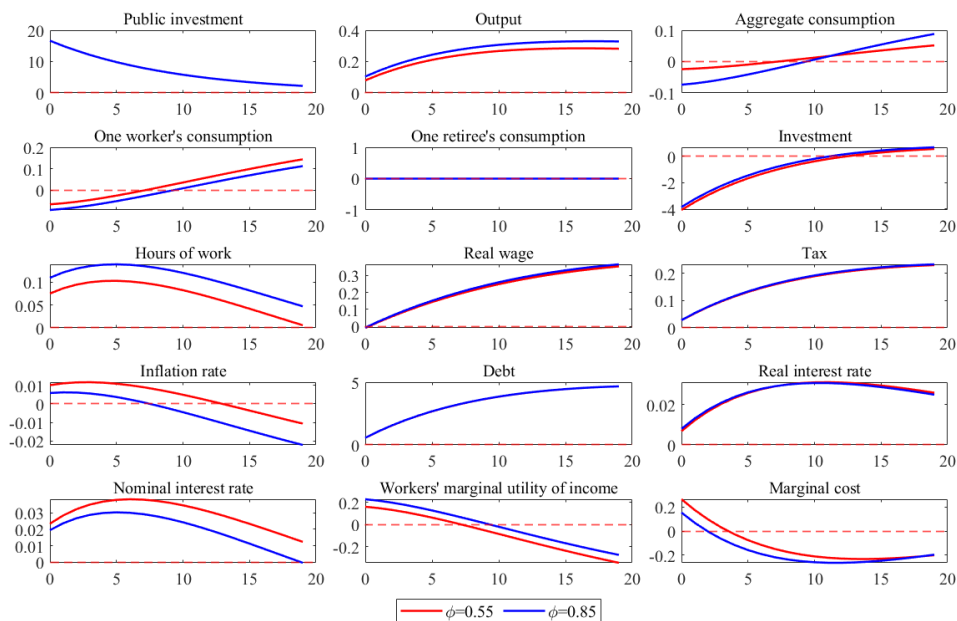 Public investment
Output
Aggregate consumption
20
10
0
0 5 10 15 20
0.4
0.2
0
0 5 10 15 20
0.1
0
-0.1
0 5 10 15 20
One worker's consumption
One retiree's consumption
Investment
0.2
0.1
0
0 5 10 15 20
1
0
-1
0 5 10 15 20
0
-2
-4
0 5 10 15 20
Hours of work
Real wage
Tax
0.1
0.05
0
0 5 10 15 20
0.3
0.2
0.1
0
0 5 10 15 20
0.2
0.1
0
0 5 10 15 20
Inflation rate
Debt
Real interest rate
0.01
0
-0.01
-0.02
0 5 10 15 20
5
0
0 5 10 15 20
0.02
0
0 5 10 15 20
Nominal interest rate
Workers' marginal utility of income
Marginal cost
0.03
0.02
0.01
0
0 5 10 15 20
0.2
0
-0.2
0 5 10 15 20
0.2
0
-0.2
0 5 10 15 20
ϕ=0.55 ϕ=0.85